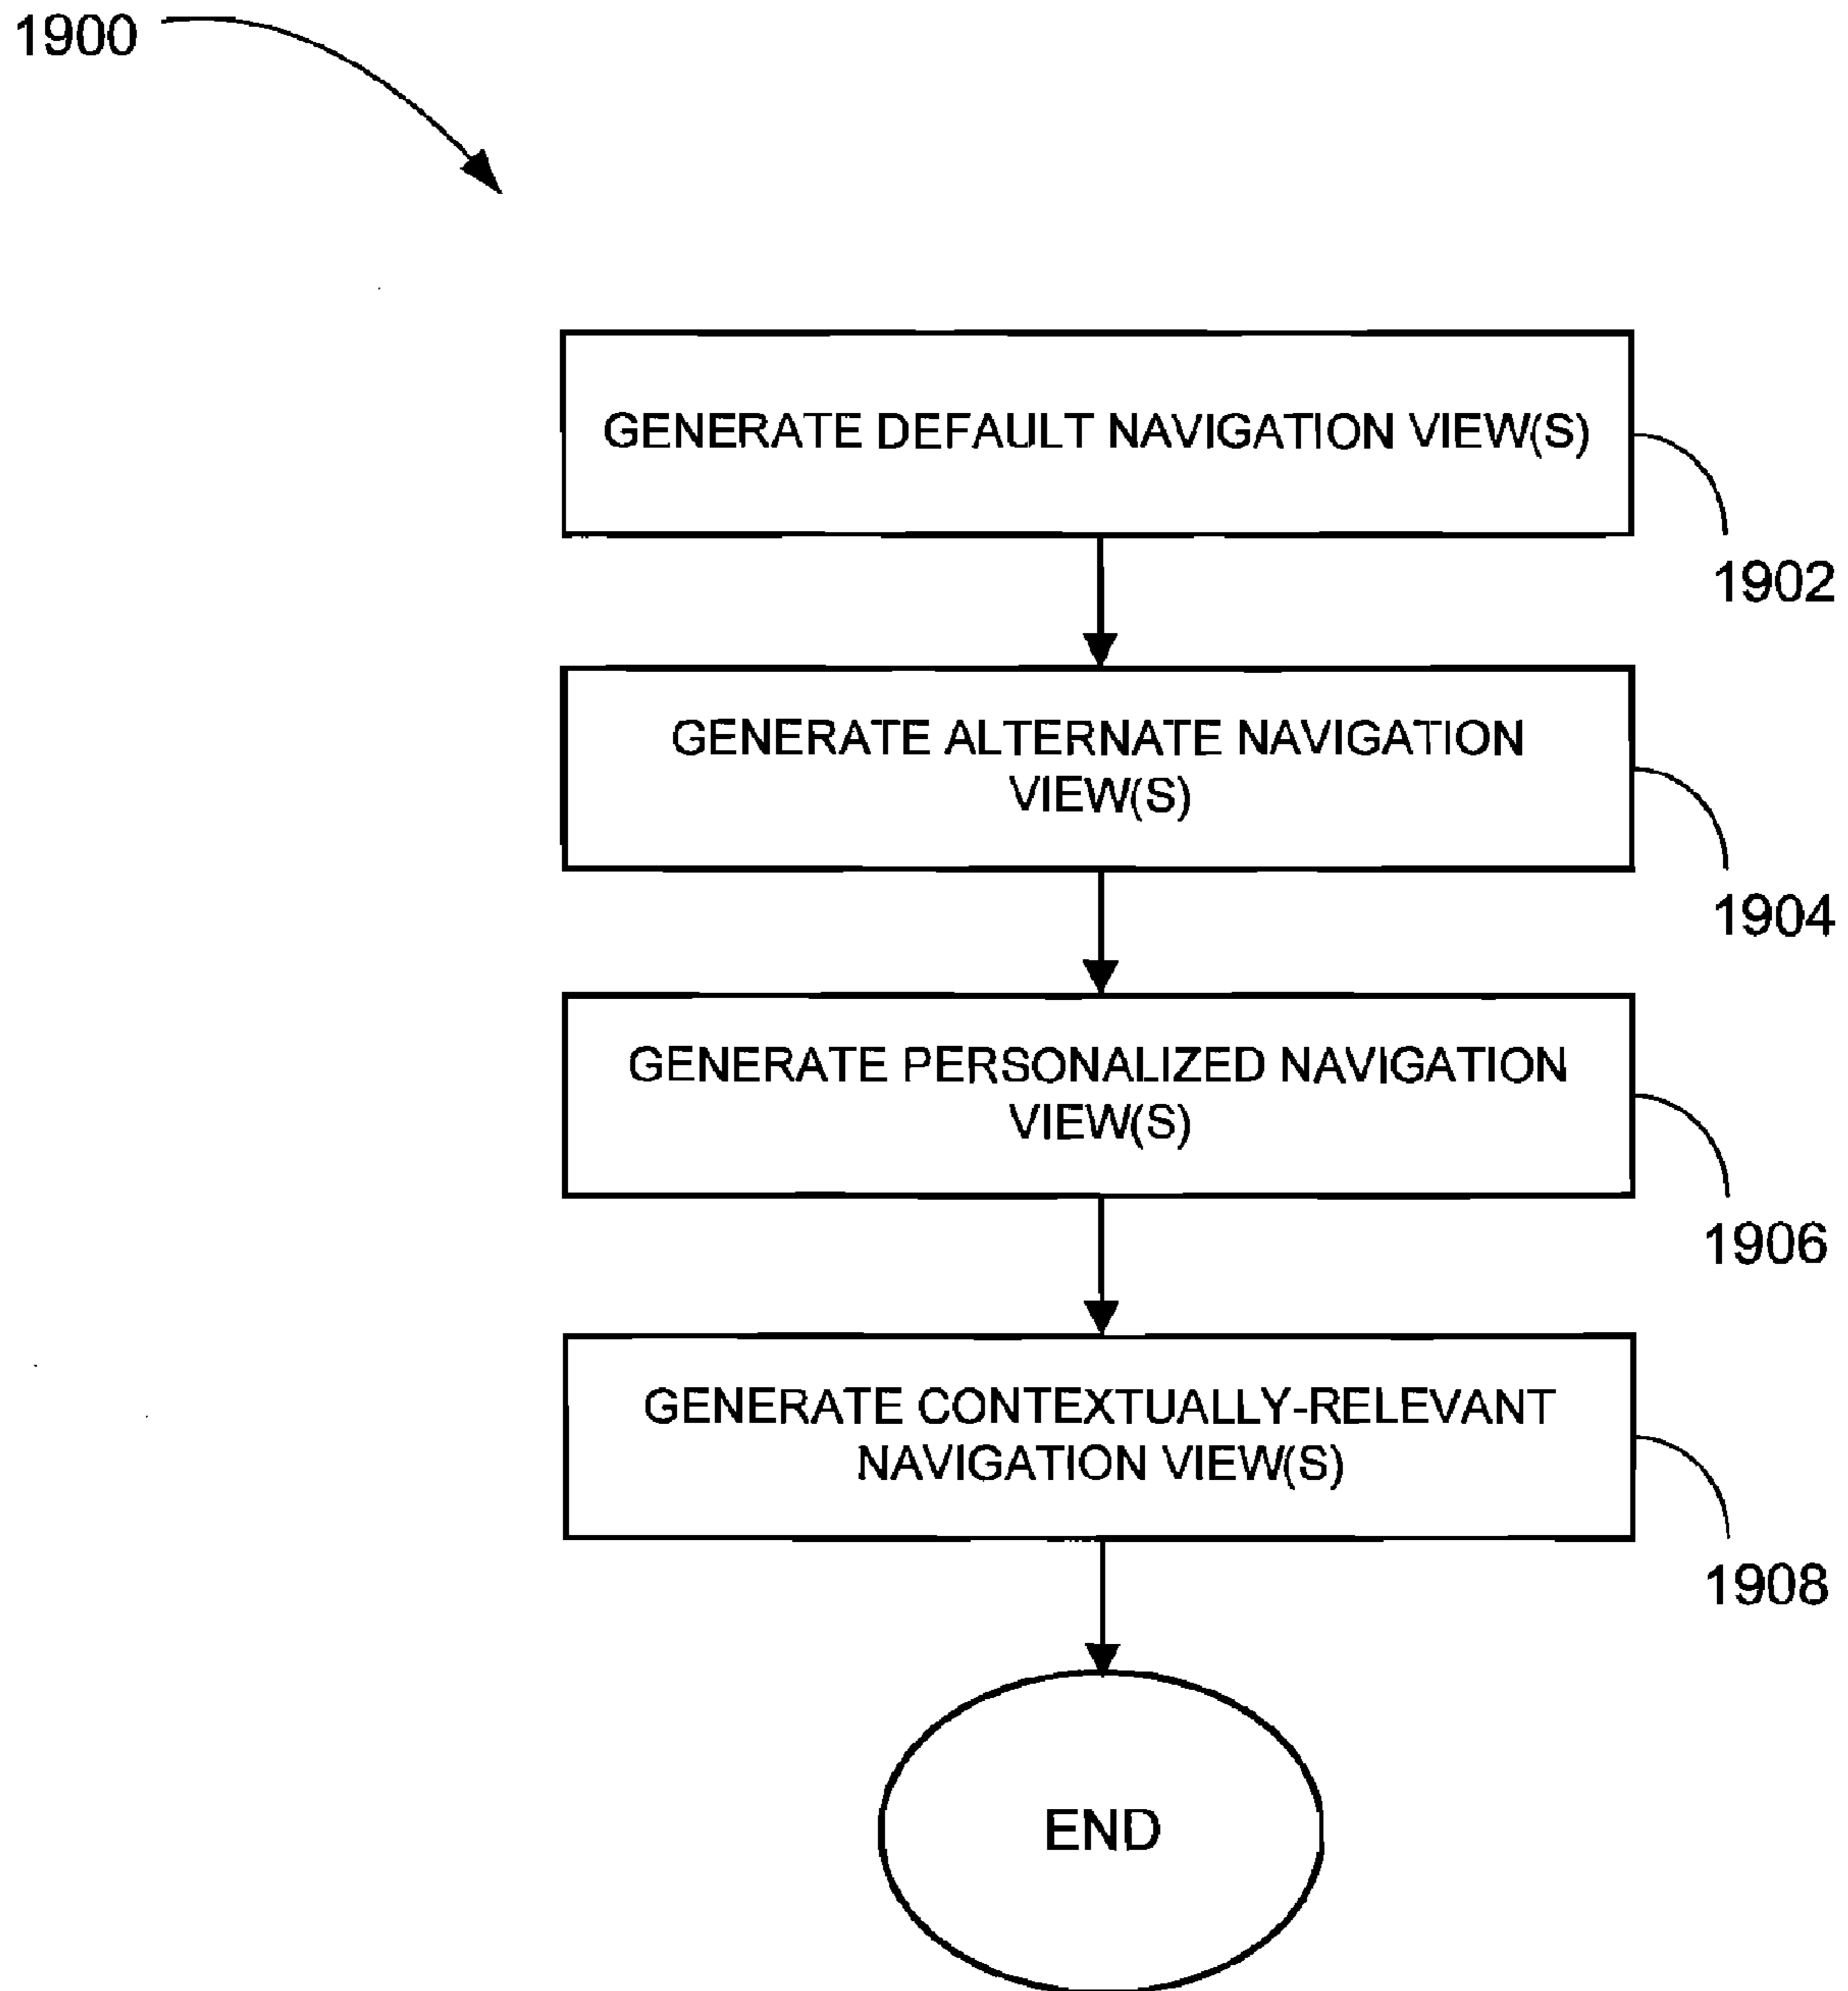 1900
GENERATE DEFAULT NAVIGATION VIEW(S)
1902
GENERATE ALTERNATE NAVIGATION
VIEW(S)
1904
GENERATE PERSONALIZED NAVIGATION
VIEW(S)
1906
GENERATE CONTEXTUALLY-RELEVANT
NAVIGATION VIEW(S)
1908
END